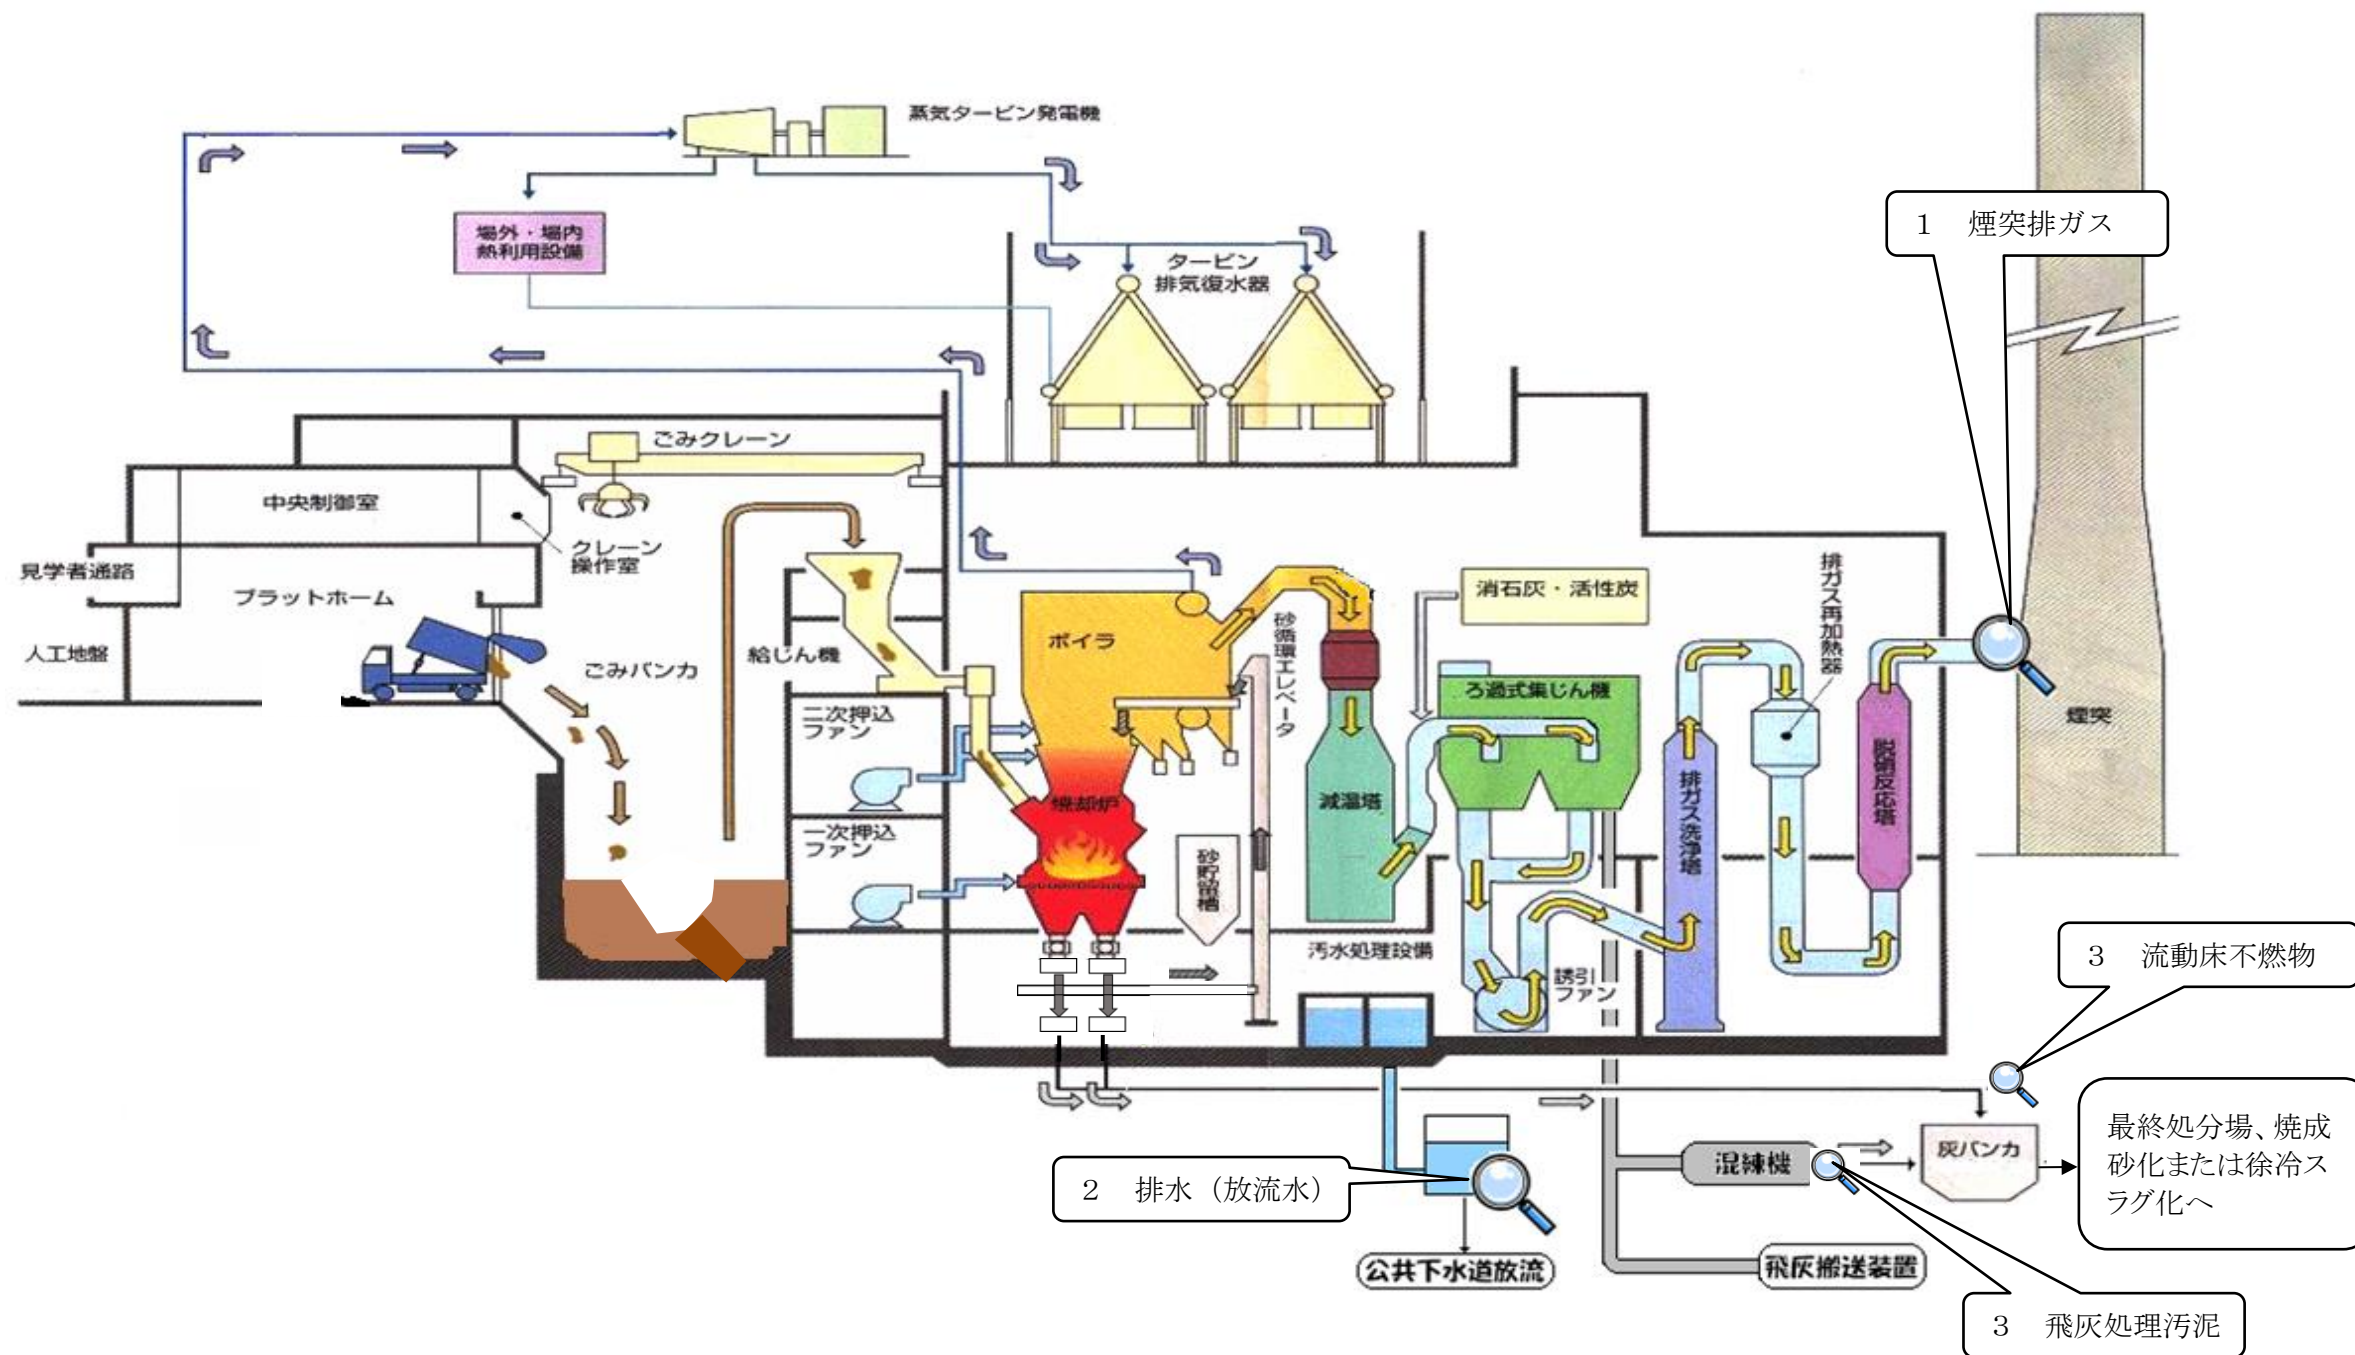 蒸気タービン発電機
場外・場内
熱利用設備
タービン
排気復水器
1 煙突排ガス
ごみクレーン
中央制御室
クレーン
操作室
見学者通路
プラットホーム
人工地盤
ごみバンカ
給じん機
二次押込
ファン
一次押込
ファン
ボイラ
焼却炉
砂循環エレベータ
砂貯留槽
減温塔
消石灰・活性炭
ろ過式集じん機
排ガス洗浄塔
排ガス再加熱器
脱硝反応塔
煙突
汚水処理設備
誘引
ファン
3 流動床不燃物
2 排水（放流水）
公共下水道放流
混練機
灰バンカ
最終処分場、焼成
砂化または徐冷ス
ラグ化へ
飛灰搬送装置
3 飛灰処理汚泥